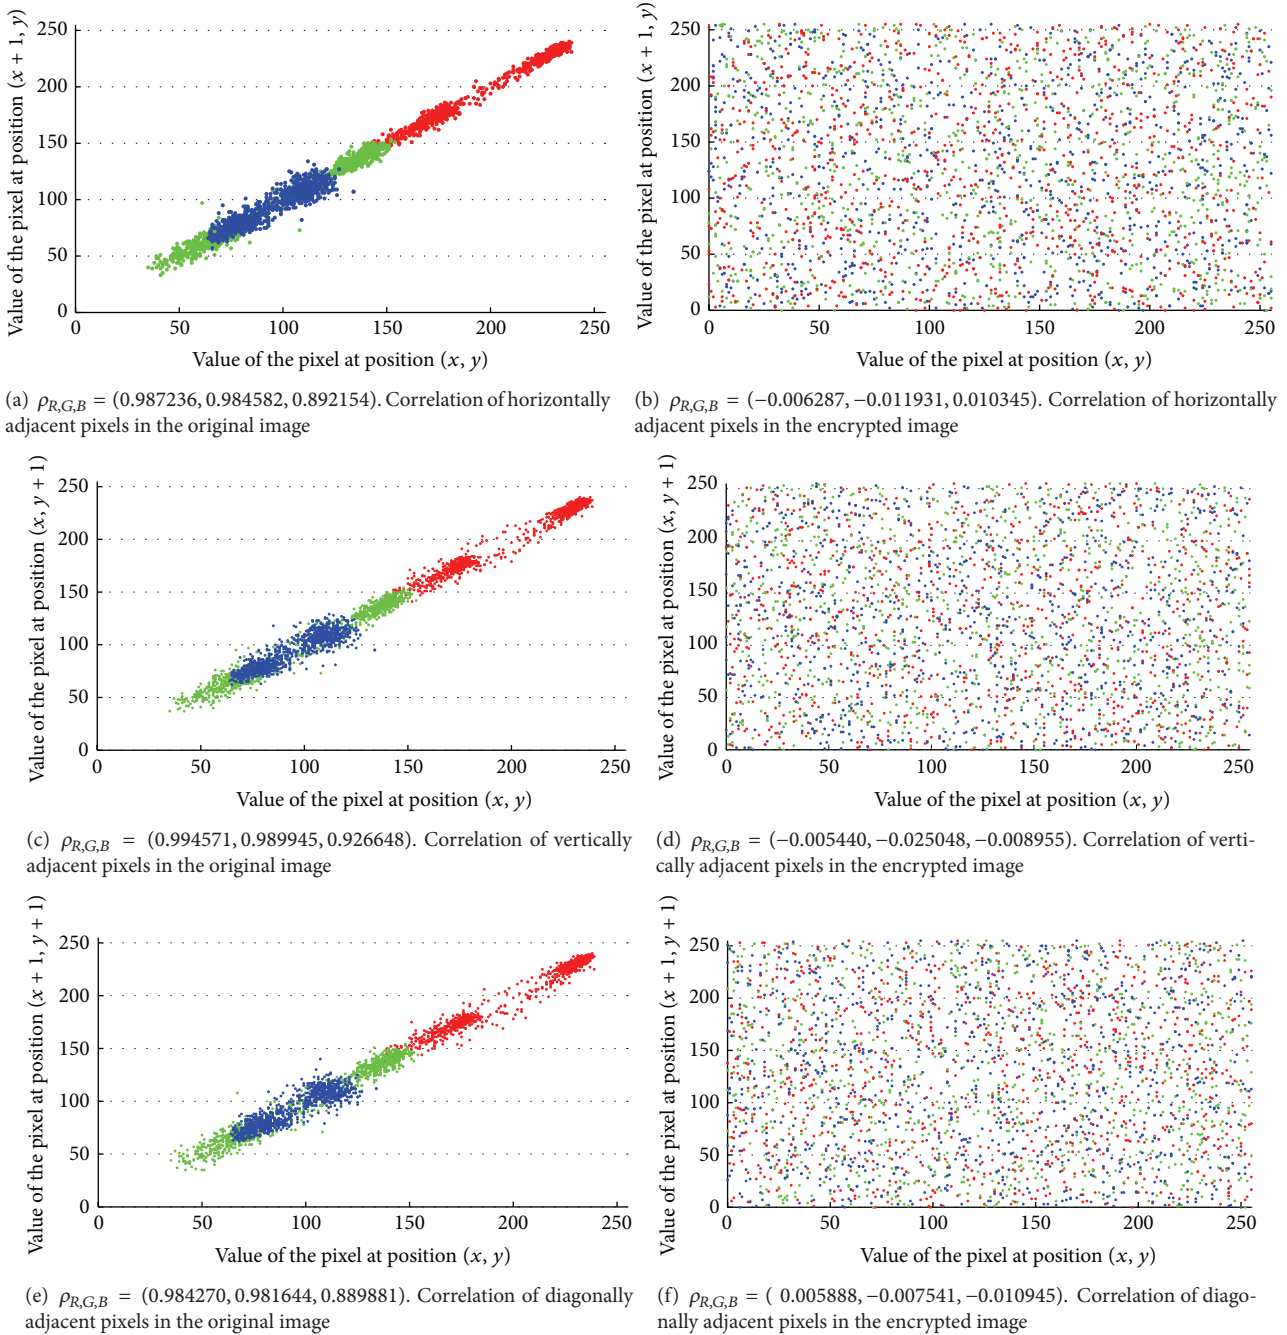 Value of the pixel at position (x + 1, y)
250
200
150
100
50
0
0 50 100 150 200 250
Value of the pixel at position (x, y)
(a) ρR,G,B = (0.987236, 0.984582, 0.892154). Correlation of horizontally
adjacent pixels in the original image
Value of the pixel at position (x + 1, y)
250
200
150
100
50
0
0 50 100 150 200 250
Value of the pixel at position (x, y)
(b) ρR,G,B = (−0.006287, −0.011931, 0.010345). Correlation of horizontally
adjacent pixels in the encrypted image
Value of the pixel at position (x, y + 1)
250
200
150
100
50
0
0 50 100 150 200 250
Value of the pixel at position (x, y)
(c) ρR,G,B = (0.994571, 0.989945, 0.926648). Correlation of vertically
adjacent pixels in the original image
Value of the pixel at position (x, y + 1)
250
200
150
100
50
0
0 50 100 150 200 250
Value of the pixel at position (x, y)
(d) ρR,G,B = (−0.005440, −0.025048, −0.008955). Correlation of verti-
cally adjacent pixels in the encrypted image
Value of the pixel at position (x + 1, y + 1)
250
200
150
100
50
0
0 50 100 150 200 250
Value of the pixel at position (x, y)
(e) ρR,G,B = (0.984270, 0.981644, 0.889881). Correlation of diagonally
adjacent pixels in the original image
Value of the pixel at position (x + 1, y + 1)
250
200
150
100
50
0
0 50 100 150 200 250
Value of the pixel at position (x, y)
(f) ρR,G,B = ( 0.005888, −0.007541, −0.010945). Correlation of diago-
nally adjacent pixels in the encrypted image